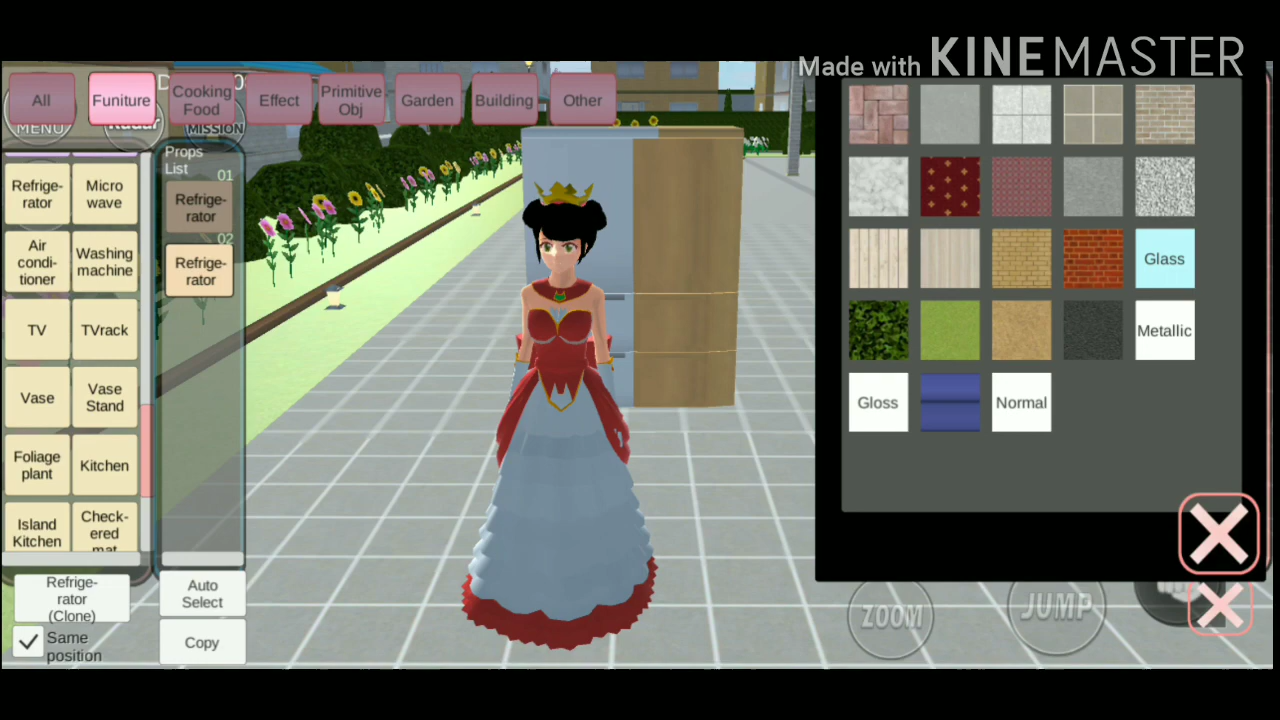 Made with KINEMASTER
All
Funiture
Cooking
Food
Effect
Primitive
Obj
Garden
Building
Other
MENU
Radar
MISSION
Props
List
Refrige-
rator
Micro
wave
Air
condi-
tioner
Washing
machine
TV
TVrack
Vase
Vase
Stand
Foliage
plant
Kitchen
Island
Kitchen
Check-
ered
mat
01
Refrige-
rator
02
Refrige-
rator
Refrige-
rator
(Clone)
Same
position
Auto
Select
Copy
Glass
Metallic
Gloss
Normal
ZOOM
JUMP